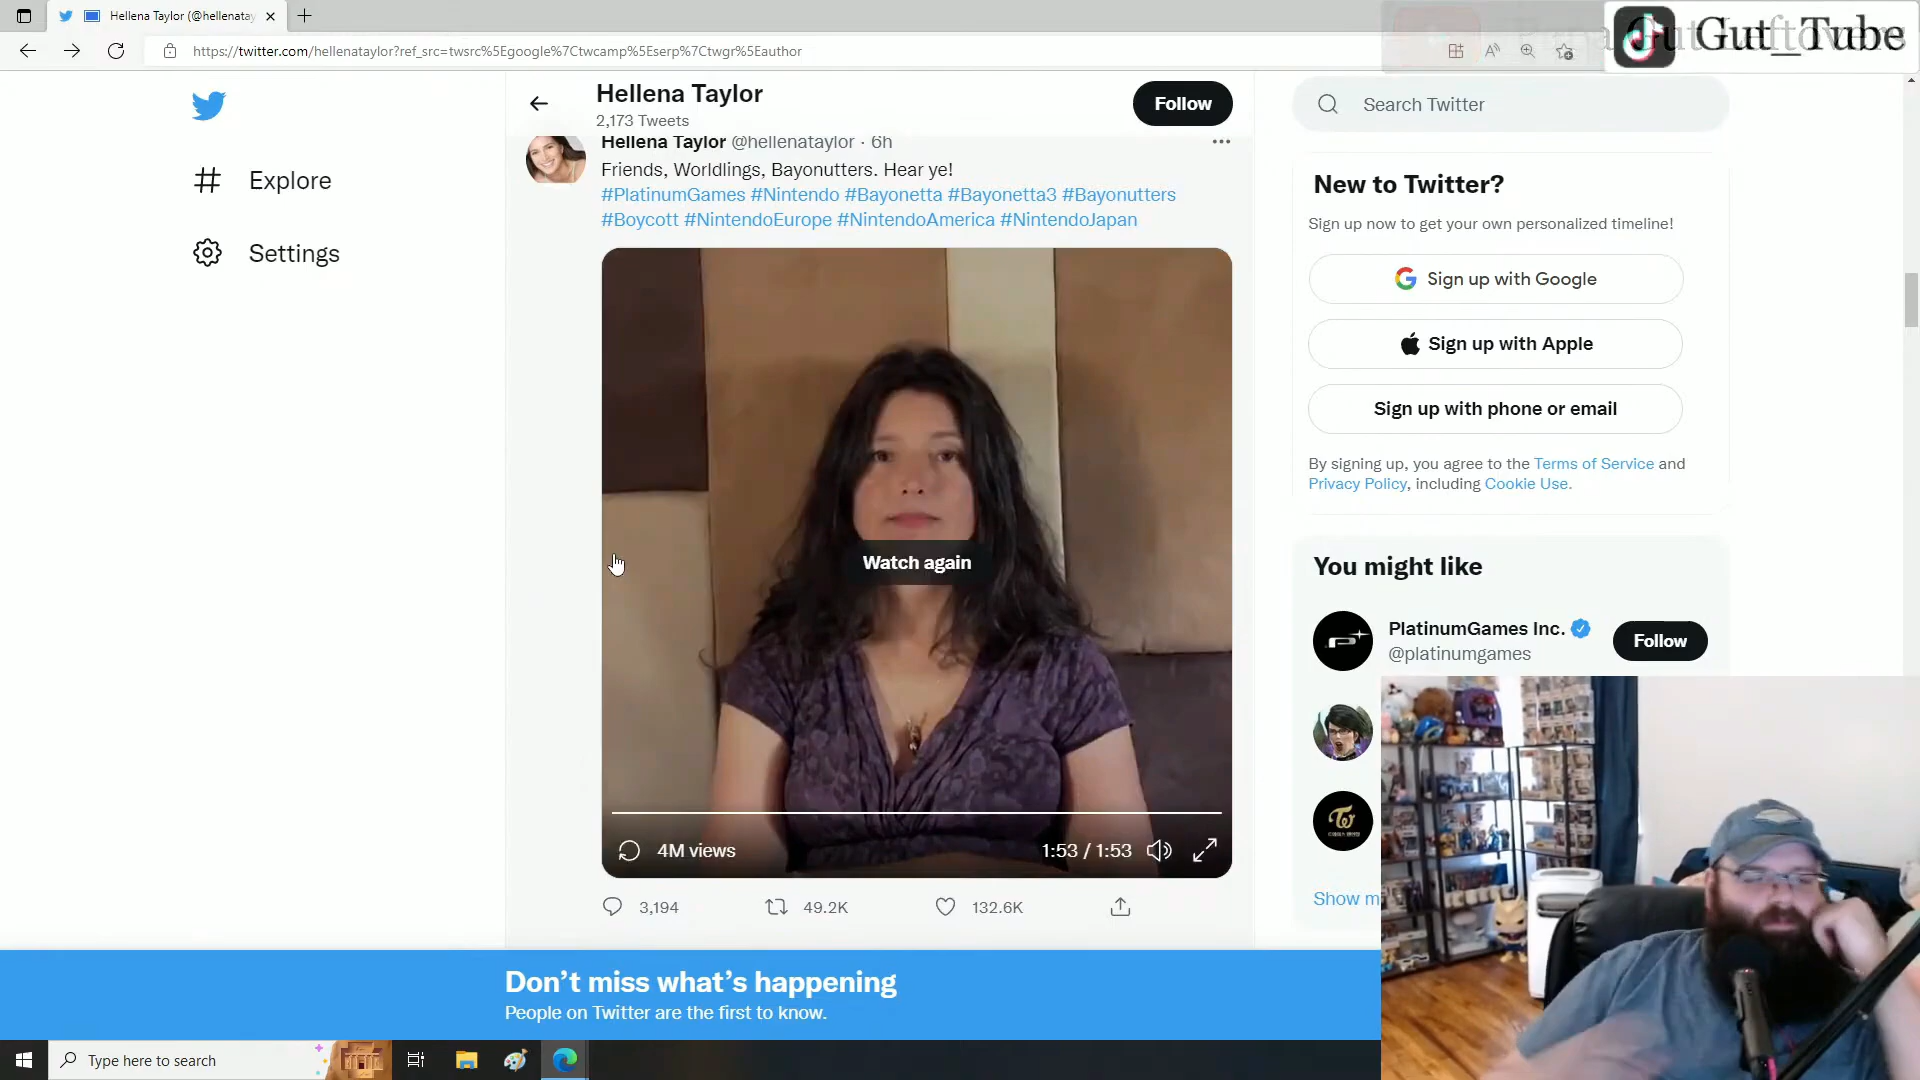 Hellena Taylor (@hellenatay
https://twitter.com/hellenataylor?ref_src=twsrc%5Egoogle%7Ctwcamp%5Eserp%7Ctwgr%5Eauthor
Gut_Tube
Explore
Settings
Hellena Taylor
2,173 Tweets
Follow
Hellena Taylor @hellenataylor · 6h
Friends, Worldlings, Bayonutters. Hear ye!
#PlatinumGames #Nintendo #Bayonetta #Bayonetta3 #Bayonutters
#Boycott #NintendoEurope #NintendoAmerica #NintendoJapan
Watch again
4M views
1:53 / 1:53
3,194
49.2K
132.6K
Search Twitter
New to Twitter?
Sign up now to get your own personalized timeline!
Sign up with Google
Sign up with Apple
Sign up with phone or email
By signing up, you agree to the Terms of Service and
Privacy Policy, including Cookie Use.
You might like
PlatinumGames Inc.
@platinumgames
Follow
Show m
Don’t miss what’s happening
People on Twitter are the first to know.
Type here to search